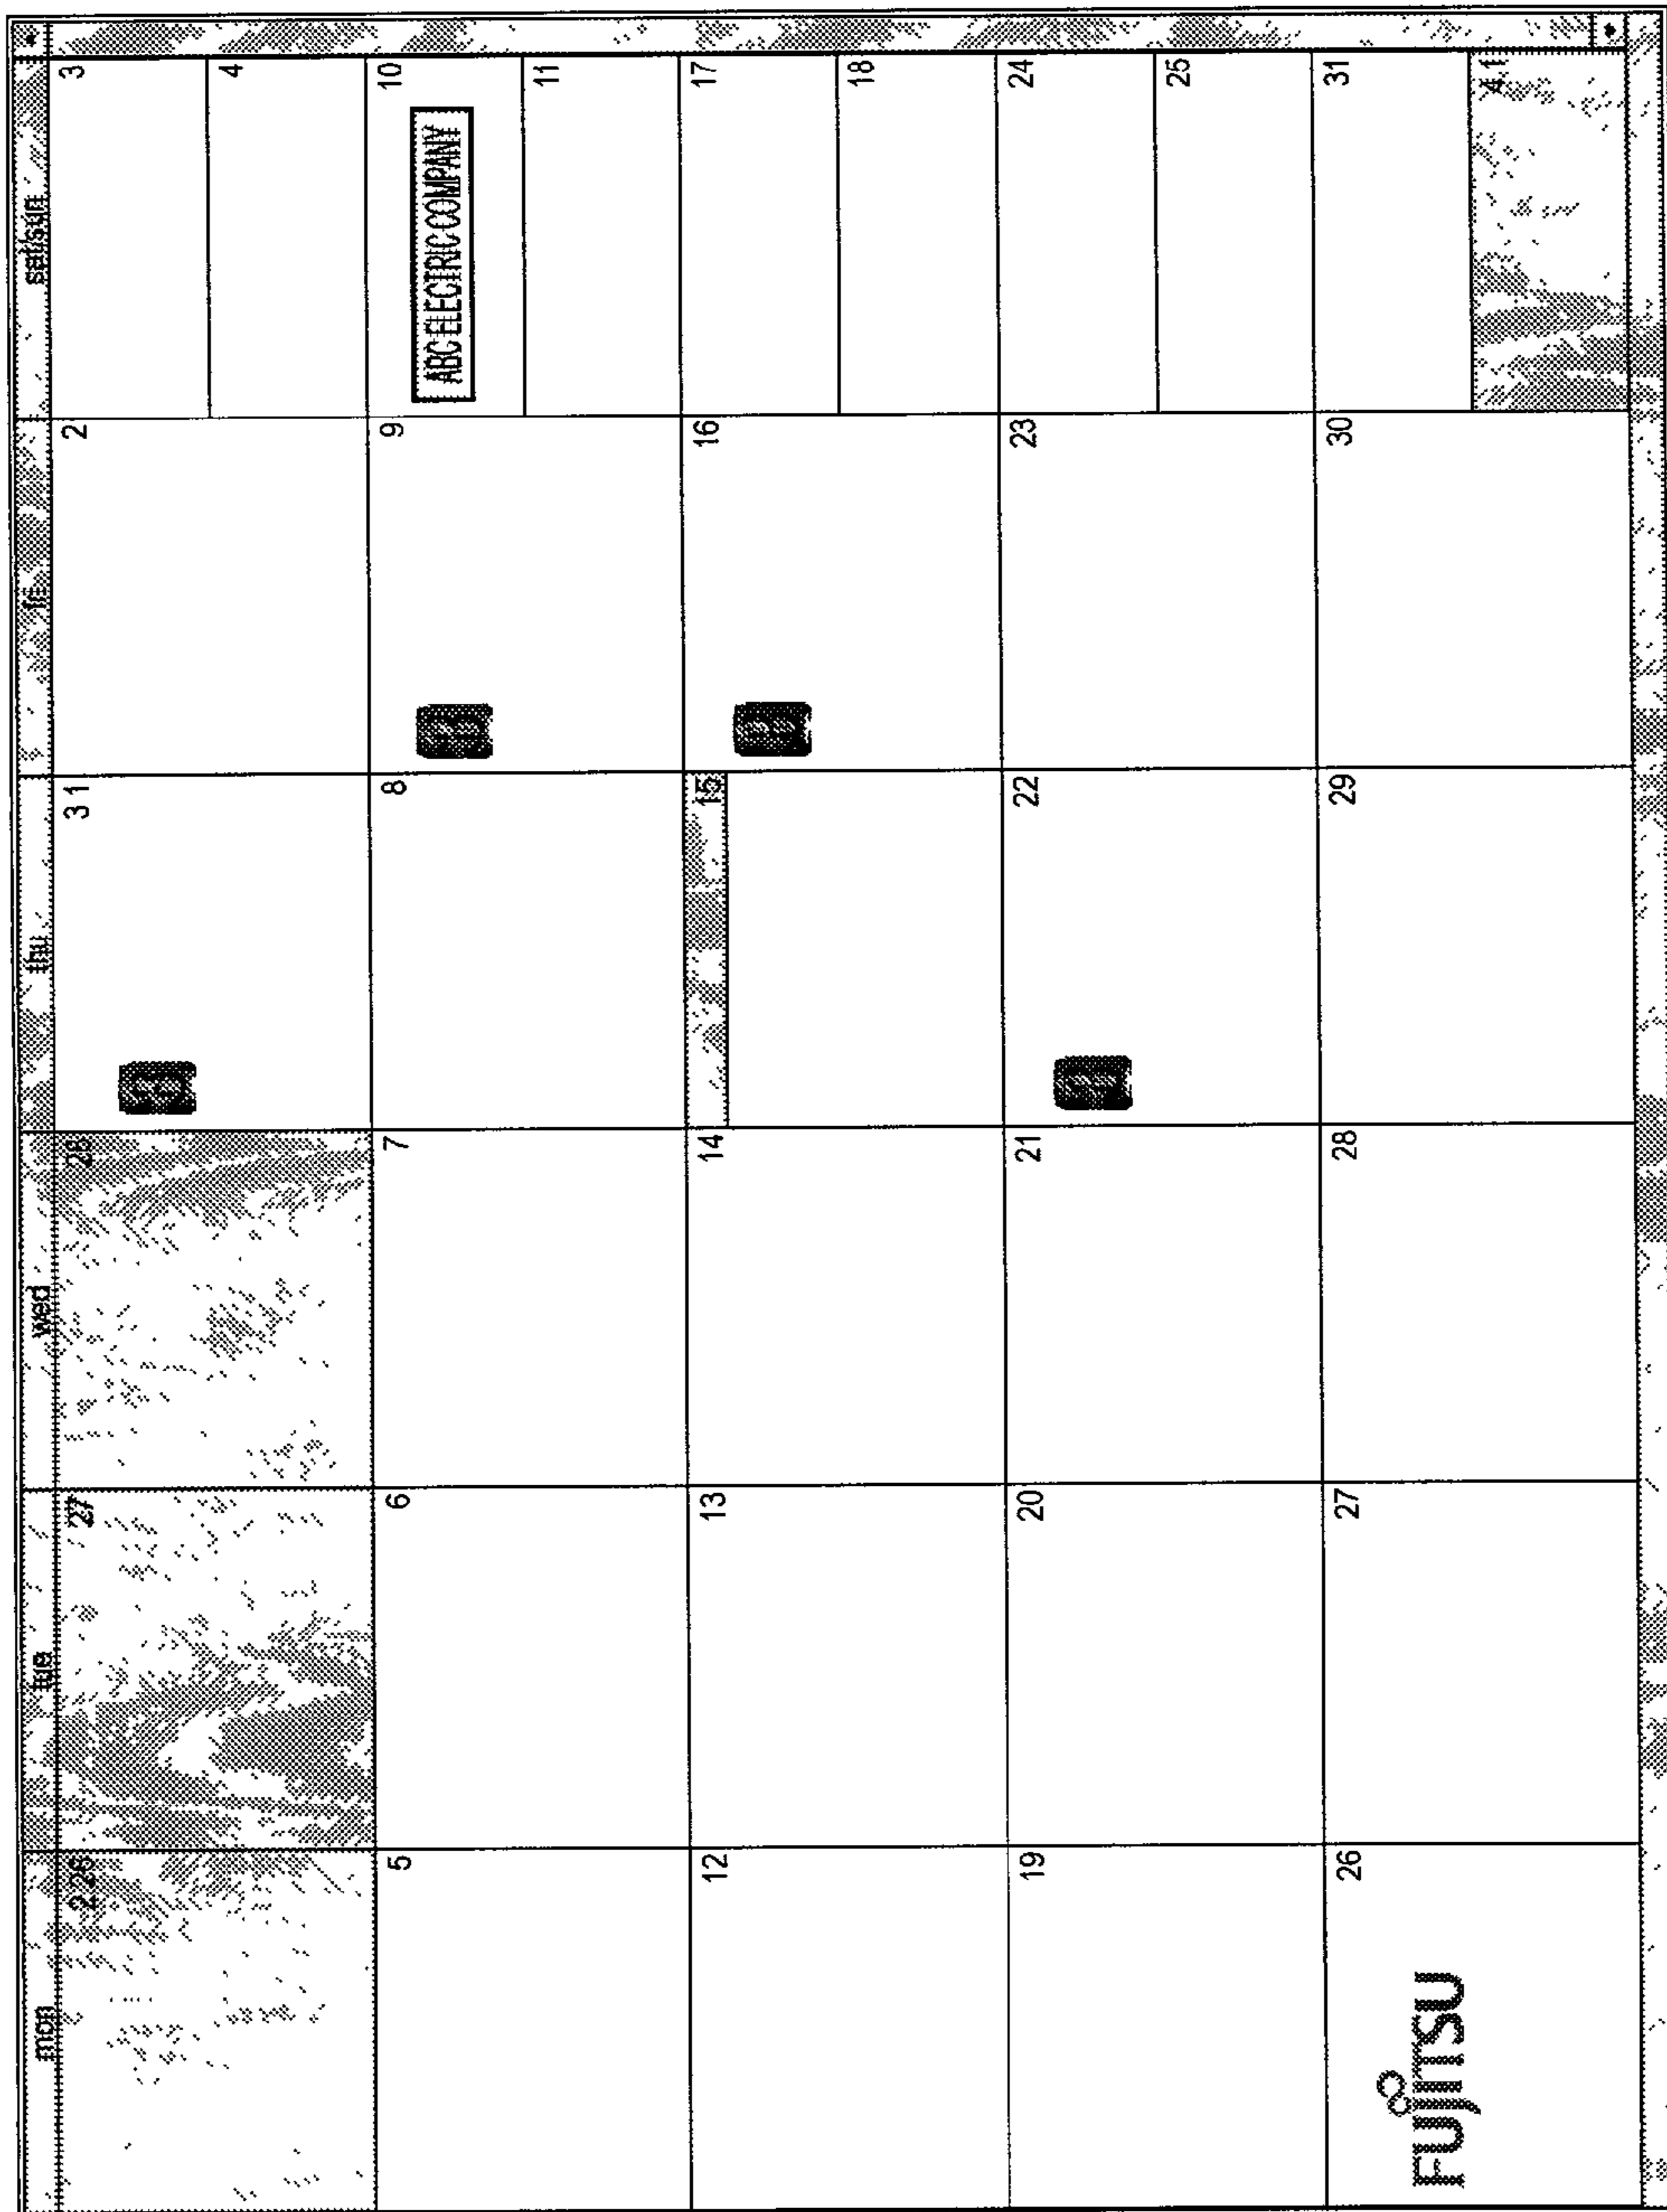 mon tue wed thu fri sat/sun
2.26 27 28 3 1 2 3
4
5 6 7 8 9 10
ABC ELECTRIC COMPANY
11
12 13 14 15 16 17
18
19 20 21 22 23 24
25
26 27 28 29 30 31
FUJITSU
4.1